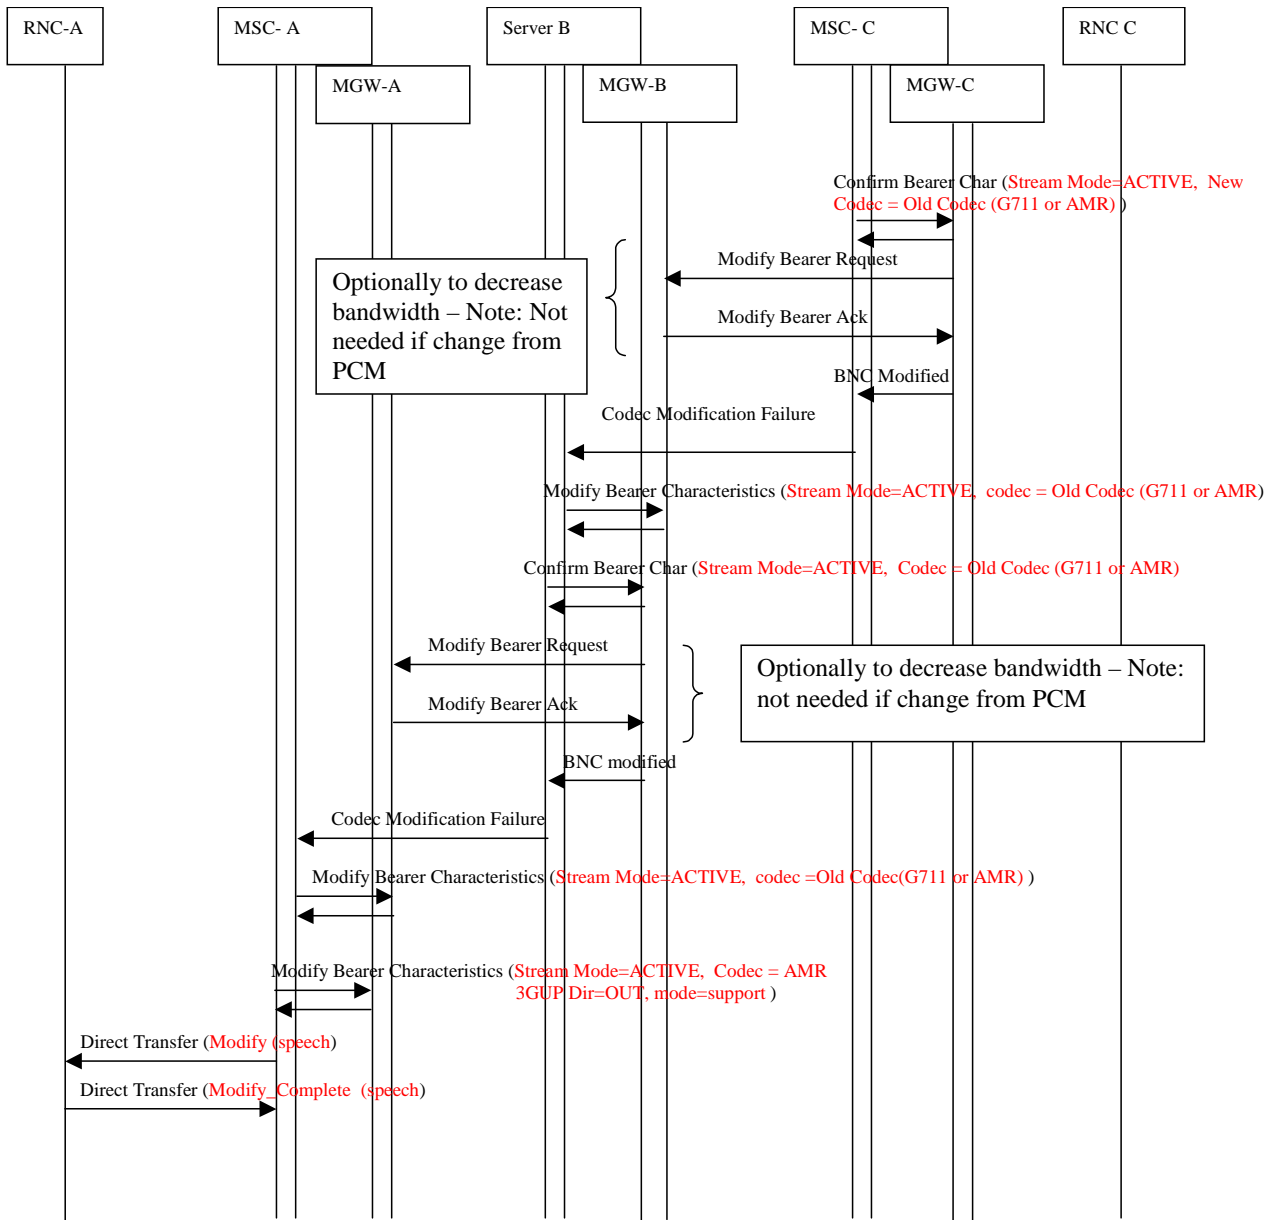 RNC-A
MSC- A
Server B
MSC- C
RNC C
MGW-A
MGW-B
MGW-C
Confirm Bearer Char (Stream Mode=ACTIVE, New
Codec = Old Codec (G711 or AMR) )
Modify Bearer Request
Optionally to decrease
bandwidth – Note: Not
needed if change from
PCM
Modify Bearer Ack
BNC Modified
Codec Modification Failure
Modify Bearer Characteristics (Stream Mode=ACTIVE, codec = Old Codec (G711 or AMR)
Confirm Bearer Char (Stream Mode=ACTIVE, Codec = Old Codec (G711 or AMR)
Modify Bearer Request
Optionally to decrease bandwidth – Note:
not needed if change from PCM
Modify Bearer Ack
BNC modified
Codec Modification Failure
Modify Bearer Characteristics (Stream Mode=ACTIVE, codec =Old Codec(G711 or AMR) )
Modify Bearer Characteristics (Stream Mode=ACTIVE, Codec = AMR
3GUP Dir=OUT, mode=support )
Direct Transfer (Modify (speech)
Direct Transfer (Modify_Complete (speech)